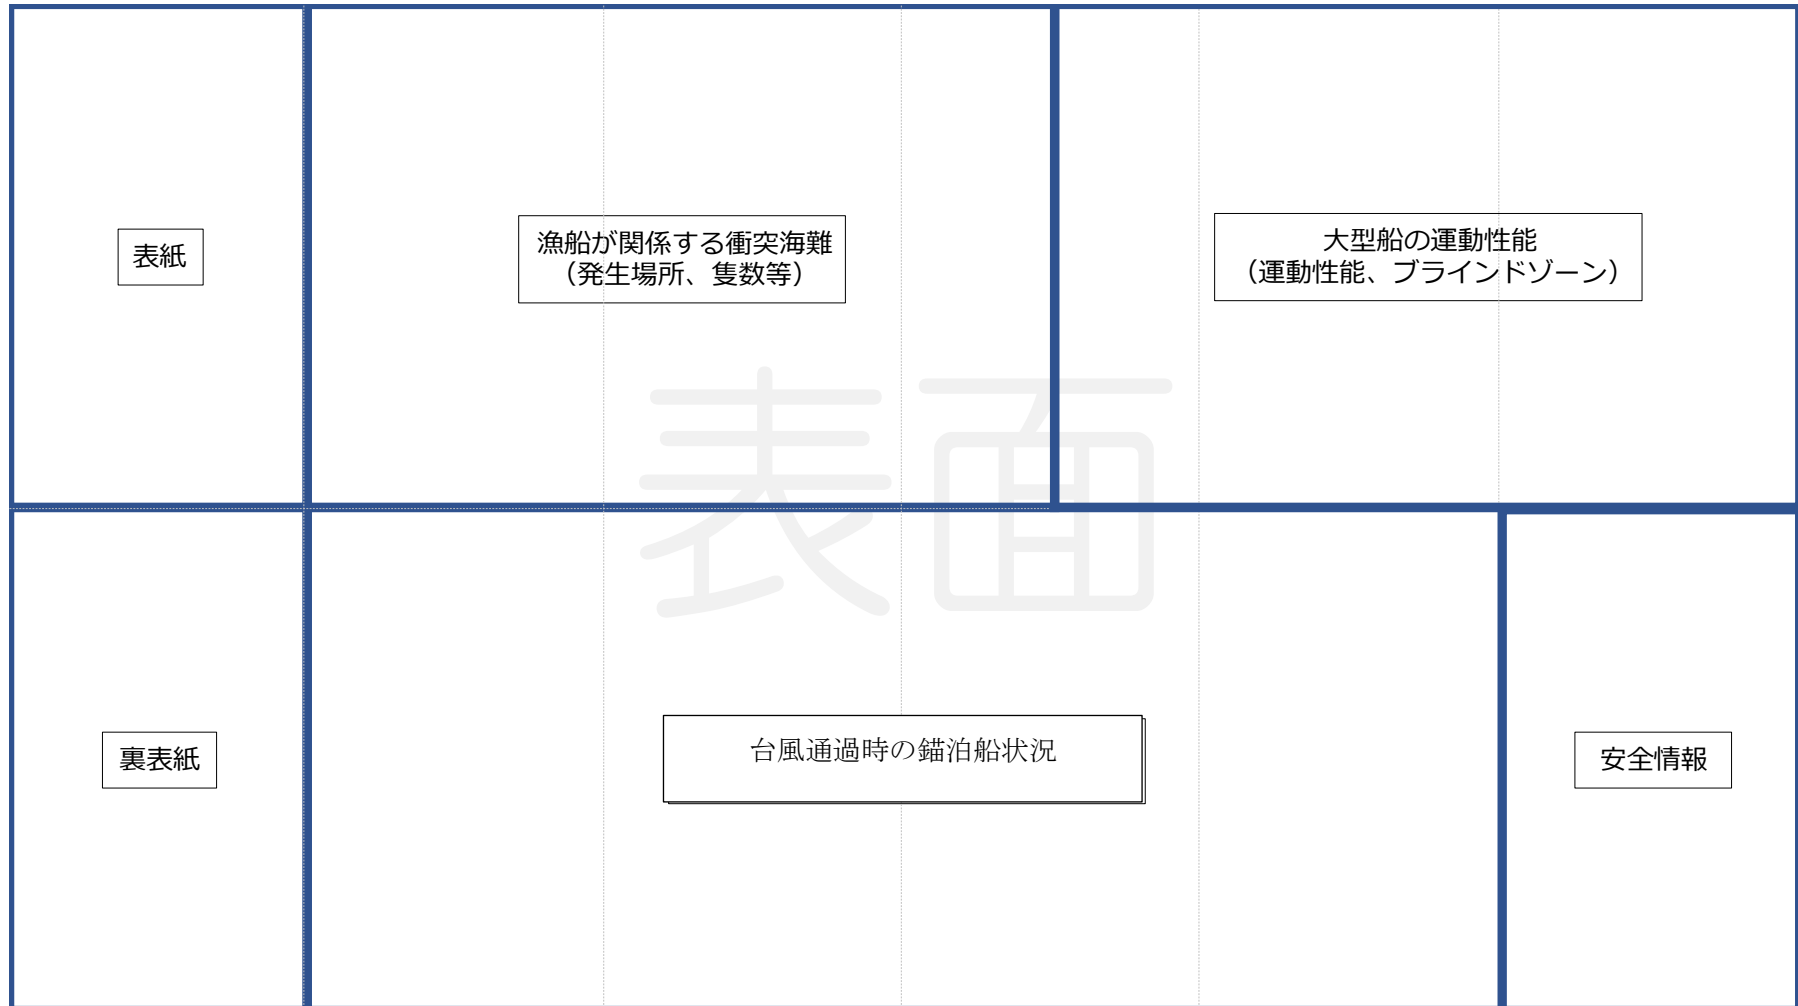 表紙
漁船が関係する衝突海難
（発生場所、隻数等）
大型船の運動性能
（運動性能、ブラインドゾーン）
表面
裏表紙
台風通過時の錨泊船状況
安全情報